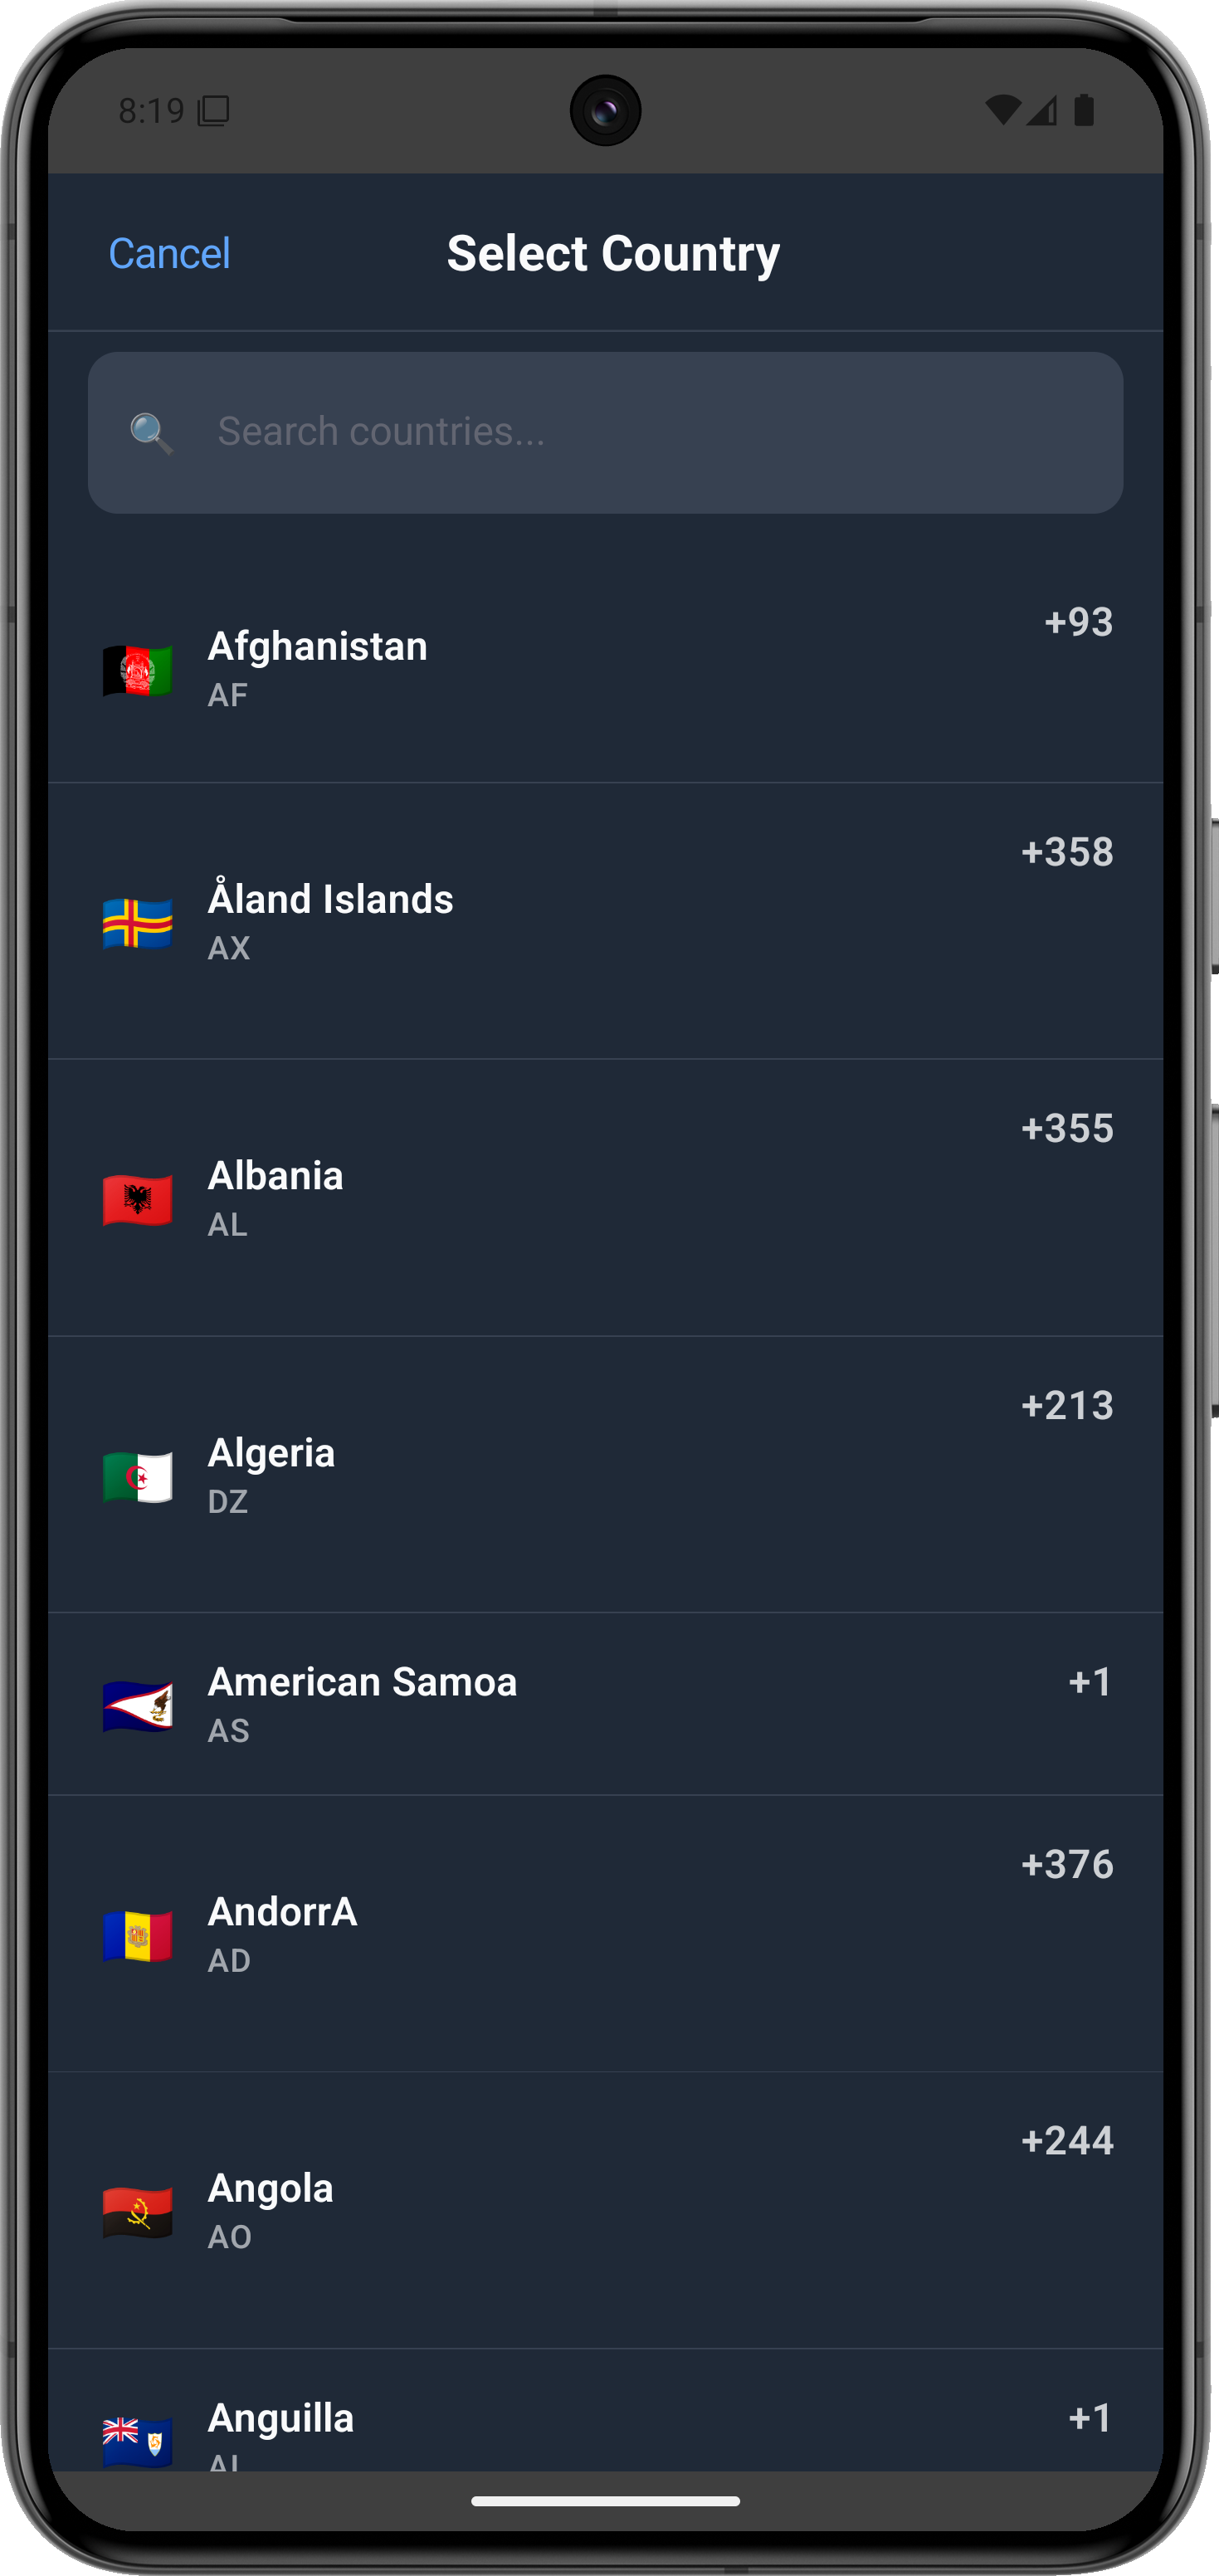 8:19
Cancel
Select Country
Search countries...
Afghanistan
+93
AF
Åland Islands
+358
AX
Albania
+355
AL
Algeria
+213
DZ
American Samoa
+1
AS
AndorrA
+376
AD
Angola
+244
AO
Anguilla
+1
AI